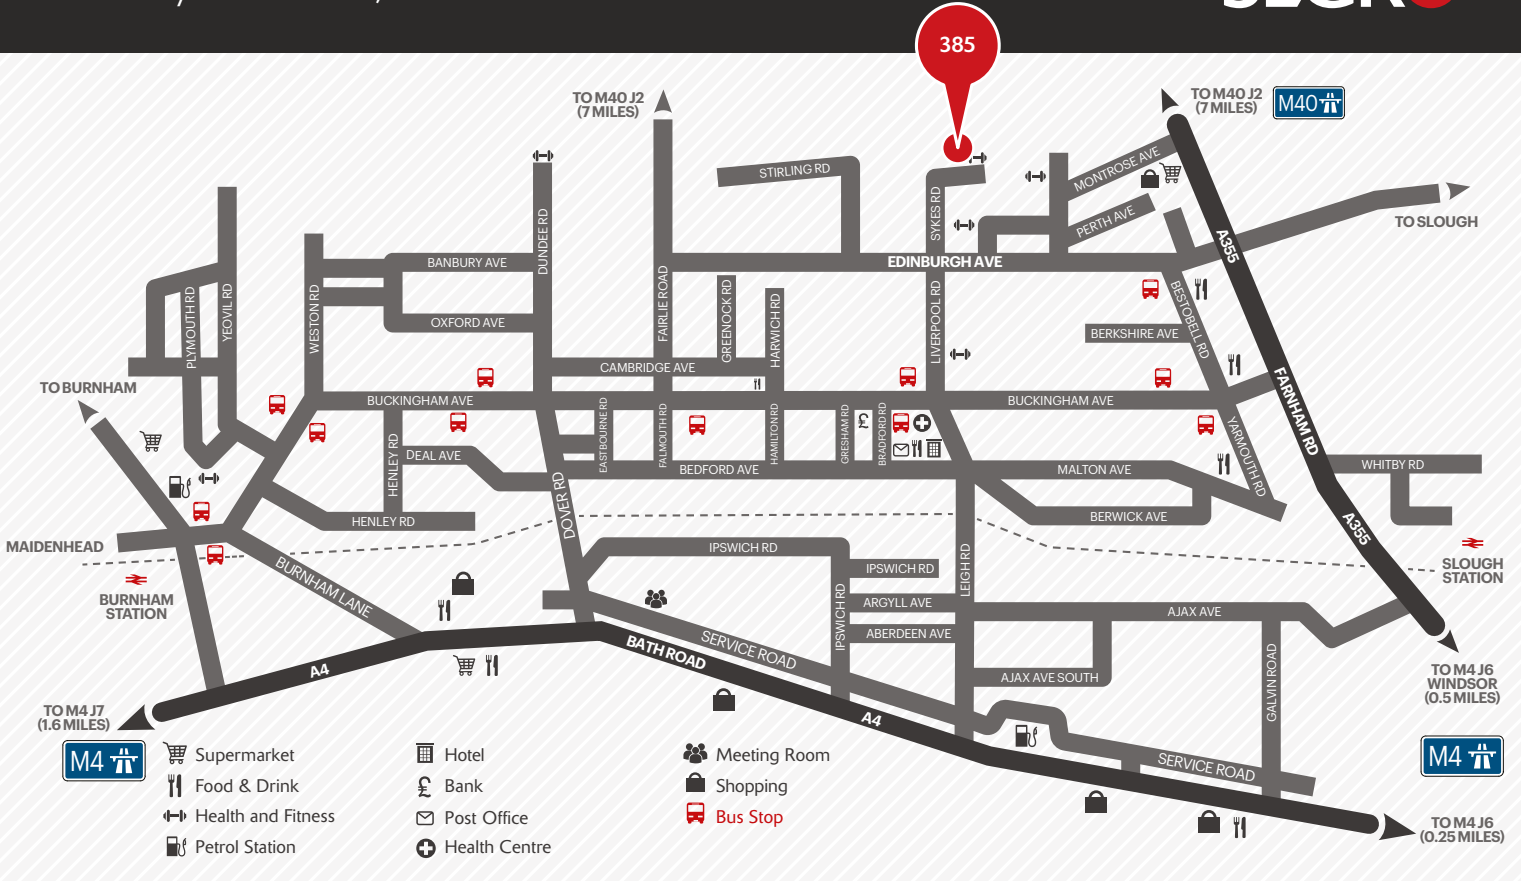 385
TO M40 J2
(7 MILES)
TO M40 J2
(7 MILES)
M40
STIRLING RD
MONTROSE AVE
PERTH AVE
SYKES RD
DUNDEE RD
A355
TO SLOUGH
BANBURY AVE
EDINBURGH AVE
PLYMOUTH RD
YEOVIL RD
WESTON RD
FAIRLIE ROAD
GREENOCK RD
HARWICH RD
LIVERPOOL RD
BESTOBELL RD
OXFORD AVE
BERKSHIRE AVE
CAMBRIDGE AVE
TO BURNHAM
BUCKINGHAM AVE
BUCKINGHAM AVE
FARNHAM RD
EASTBOURNE RD
FALMOUTH RD
HAMILTON RD
GRESHAM RD
BRADFORD RD
YARMOUTH RD
HENLEY RD
DEAL AVE
BEDFORD AVE
MALTON AVE
WHITBY RD
DOVER RD
HENLEY RD
BERWICK AVE
A355
MAIDENHEAD
IPSWICH RD
IPSWICH RD
LEIGH RD
SLOUGH
STATION
BURNHAM
STATION
BURNHAM LANE
IPSWICH RD
ARGYLL AVE
AJAX AVE
ABERDEEN AVE
SERVICE ROAD
BATH ROAD
A4
AJAX AVE SOUTH
GALVIN ROAD
TO M4 J6
WINDSOR
(0.5 MILES)
TO M4 J7
(1.6 MILES)
A4
M4
M4
SERVICE ROAD
TO M4 J6
(0.25 MILES)
Supermarket
Food & Drink
Health and Fitness
Petrol Station
Hotel
Bank
Post Office
Health Centre
Meeting Room
Shopping
Bus Stop